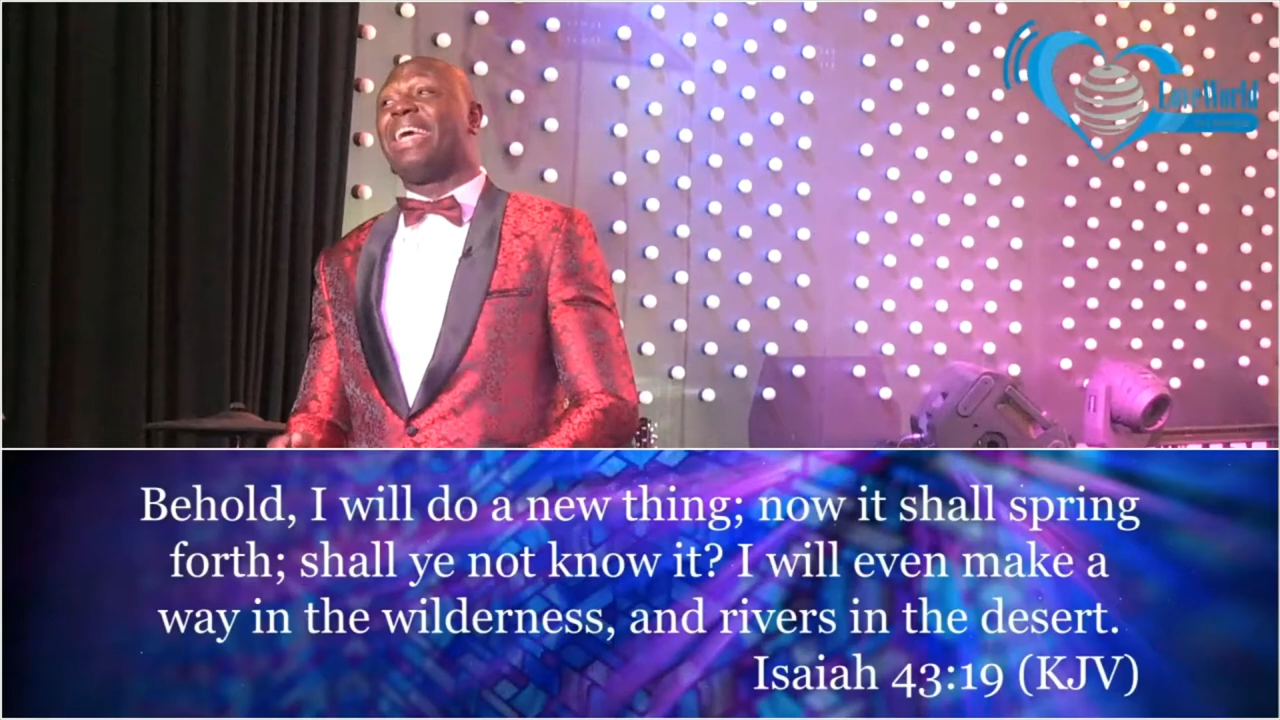 LoveWorld
Behold, I will do a new thing; now it shall spring
forth; shall ye not know it? I will even make a
way in the wilderness, and rivers in the desert.
Isaiah 43:19 (KJV)